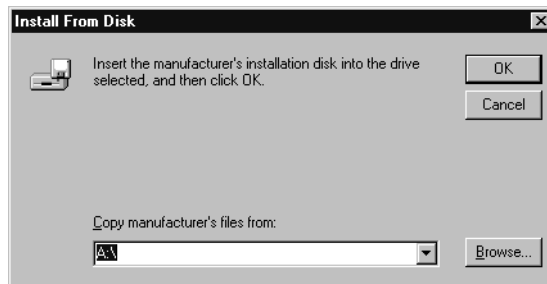 Install From Disk
Insert the manufacturer's installation disk into the drive
selected, and then click OK.
OK
Cancel
Copy manufacturer's files from:
A:\
Browse...